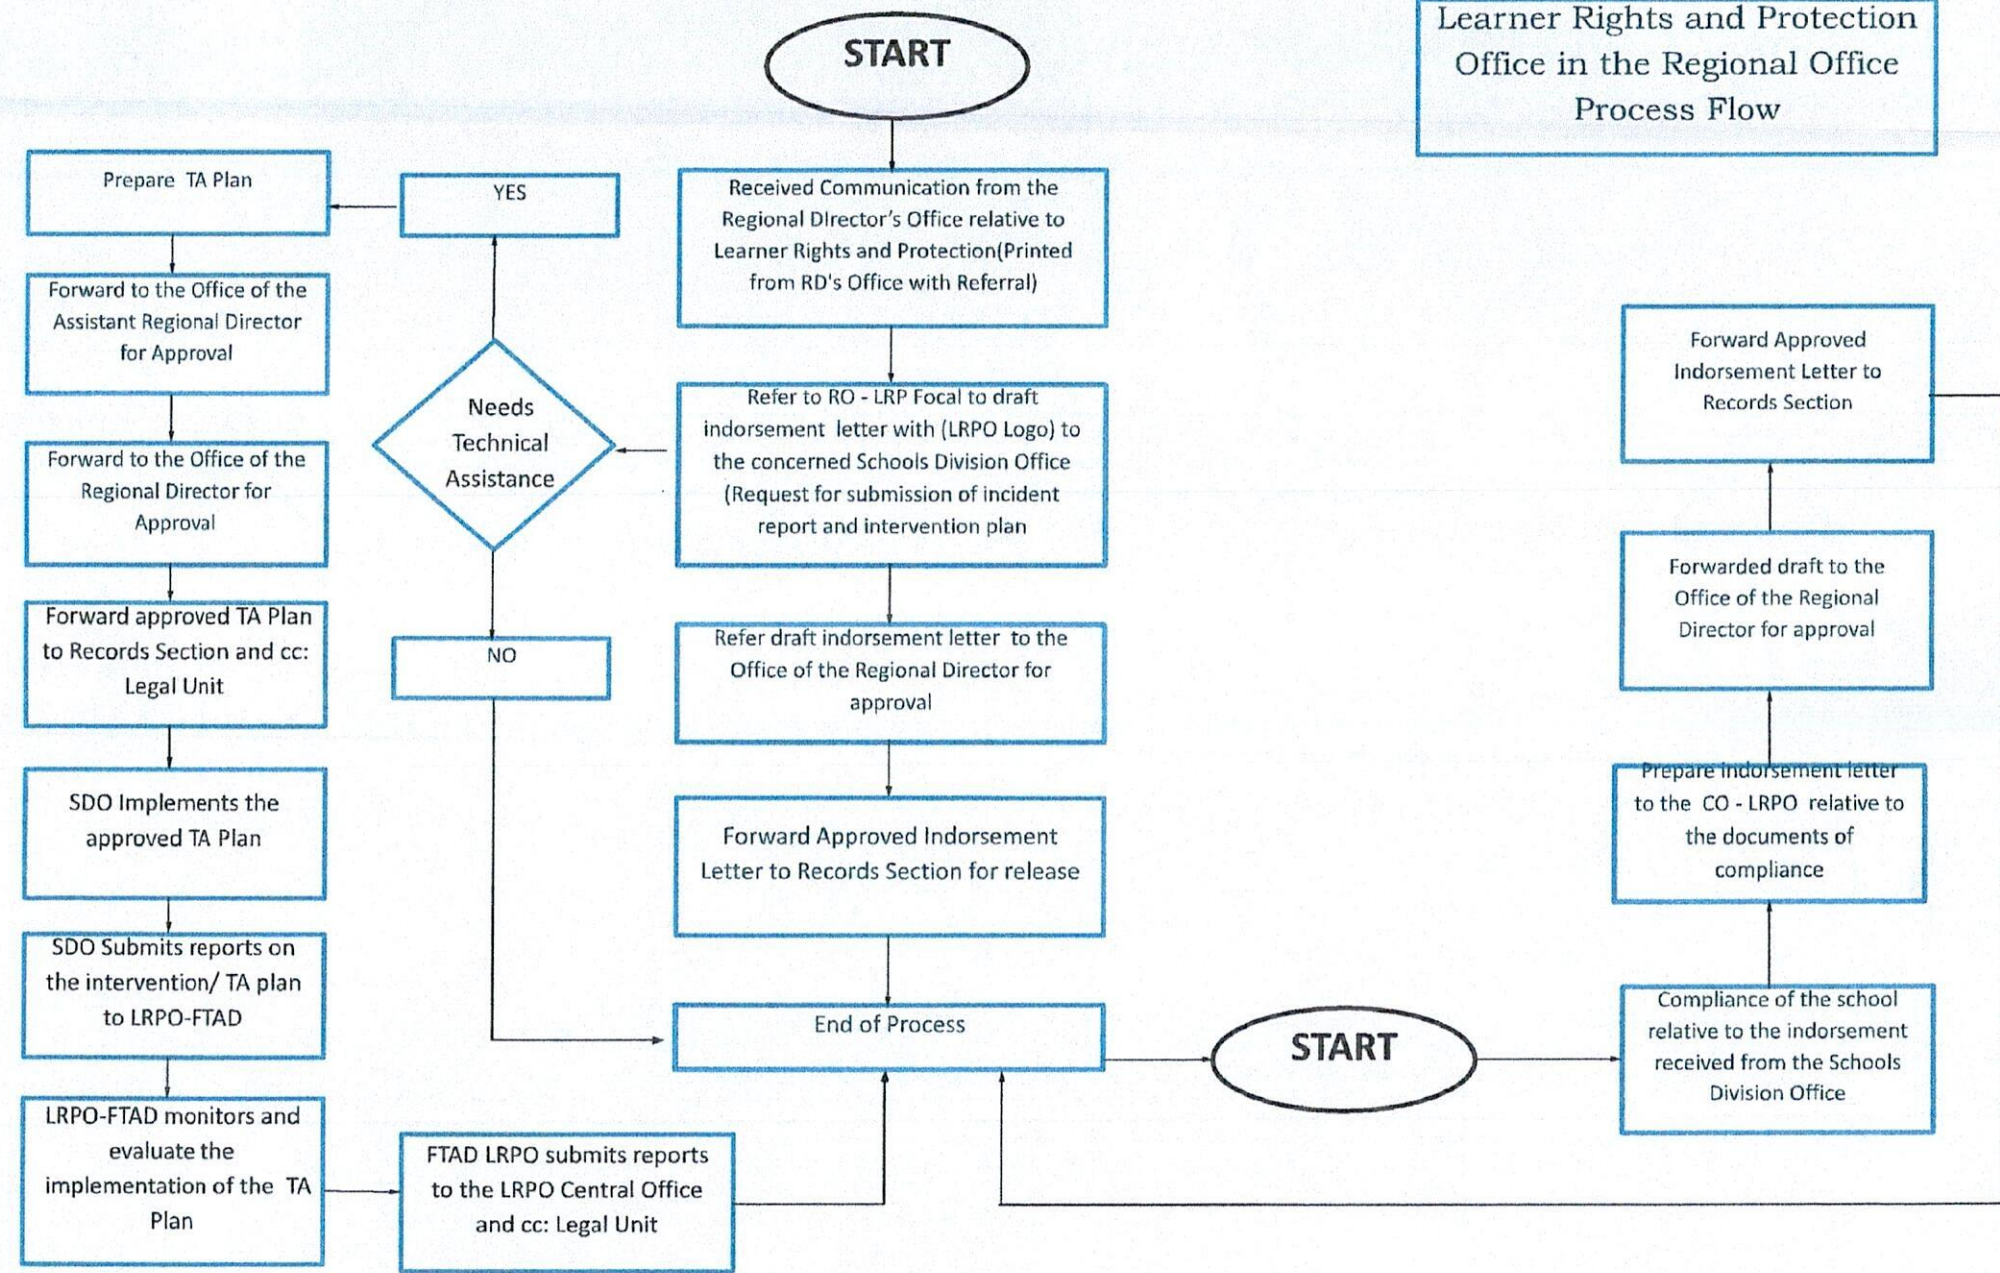 Learner Rights and Protection
Office in the Regional Office
Process Flow
START
Received Communication from the
Regional DIrector's Office relative to
Learner Rights and Protection(Printed
from RD's Office with Referral)
Refer to RO - LRP Focal to draft
indorsement letter with (LRPO Logo) to
the concerned Schools Division Office
(Request for submission of incident
report and intervention plan
Refer draft indorsement letter to the
Office of the Regional Director for
approval
Forward Approved Indorsement
Letter to Records Section for release
End of Process
Needs
Technical
Assistance
YES
NO
Prepare TA Plan
Forward to the Office of the
Assistant Regional Director
for Approval
Forward to the Office of the
Regional Director for
Approval
Forward approved TA Plan
to Records Section and cc:
Legal Unit
SDO Implements the
approved TA Plan
SDO Submits reports on
the intervention/ TA plan
to LRPO-FTAD
LRPO-FTAD monitors and
evaluate the
implementation of the TA
Plan
FTAD LRPO submits reports
to the LRPO Central Office
and cc: Legal Unit
START
Compliance of the school
relative to the indorsement
received from the Schools
Division Office
Prepare indorsement letter
to the CO - LRPO relative to
the documents of
compliance
Forwarded draft to the
Office of the Regional
Director for approval
Forward Approved
Indorsement Letter to
Records Section